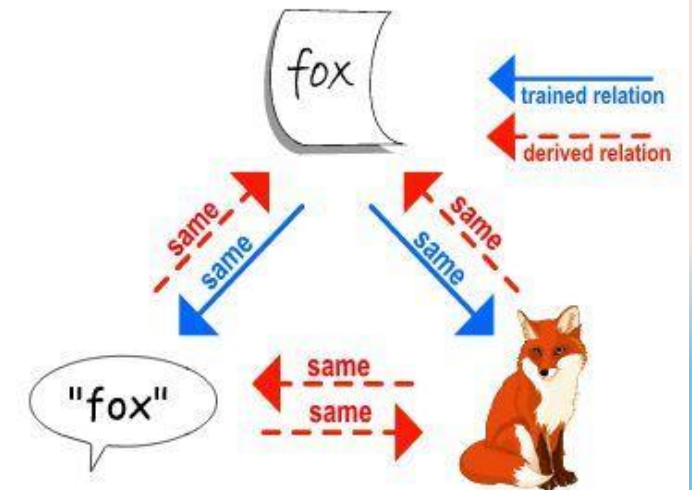 fox
trained relation
derived relation
same
same
same
same
same
same
"fox"